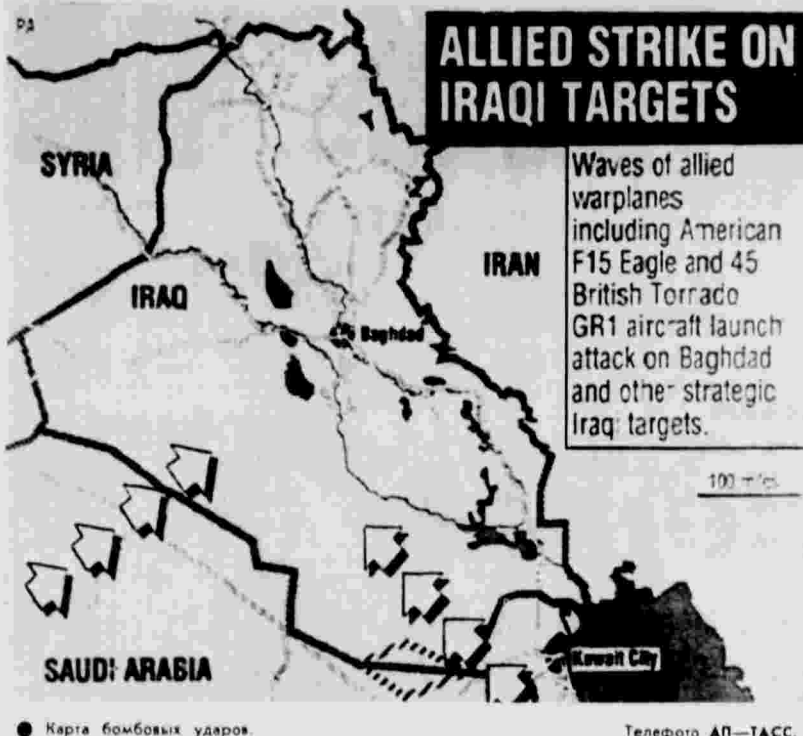 PA
ALLIED STRIKE ON
IRAQI TARGETS
Waves of allied
warplanes
including American
F15 Eagle and 45
British Torrado
GR1 aircraft launch
attack on Baghdad
and other strategic
Iraqi targets.
SYRIA
IRAN
IRAQ
Baghdad
100 miles
SAUDI ARABIA
Kuwait City
Карта бомбовых ударов.
Телефото АП—ТАСС.